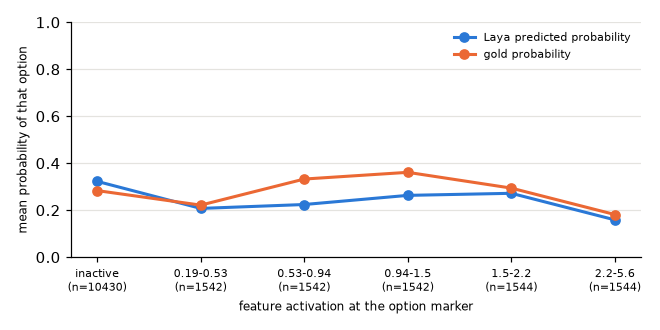 1.0
0.8
0.6
0.4
0.2
0.0
mean probability of that option
Laya predicted probability
gold probability
inactive
(n=10430)
0.19-0.53
(n=1542)
0.53-0.94
(n=1542)
0.94-1.5
(n=1542)
1.5-2.2
(n=1544)
2.2-5.6
(n=1544)
feature activation at the option marker